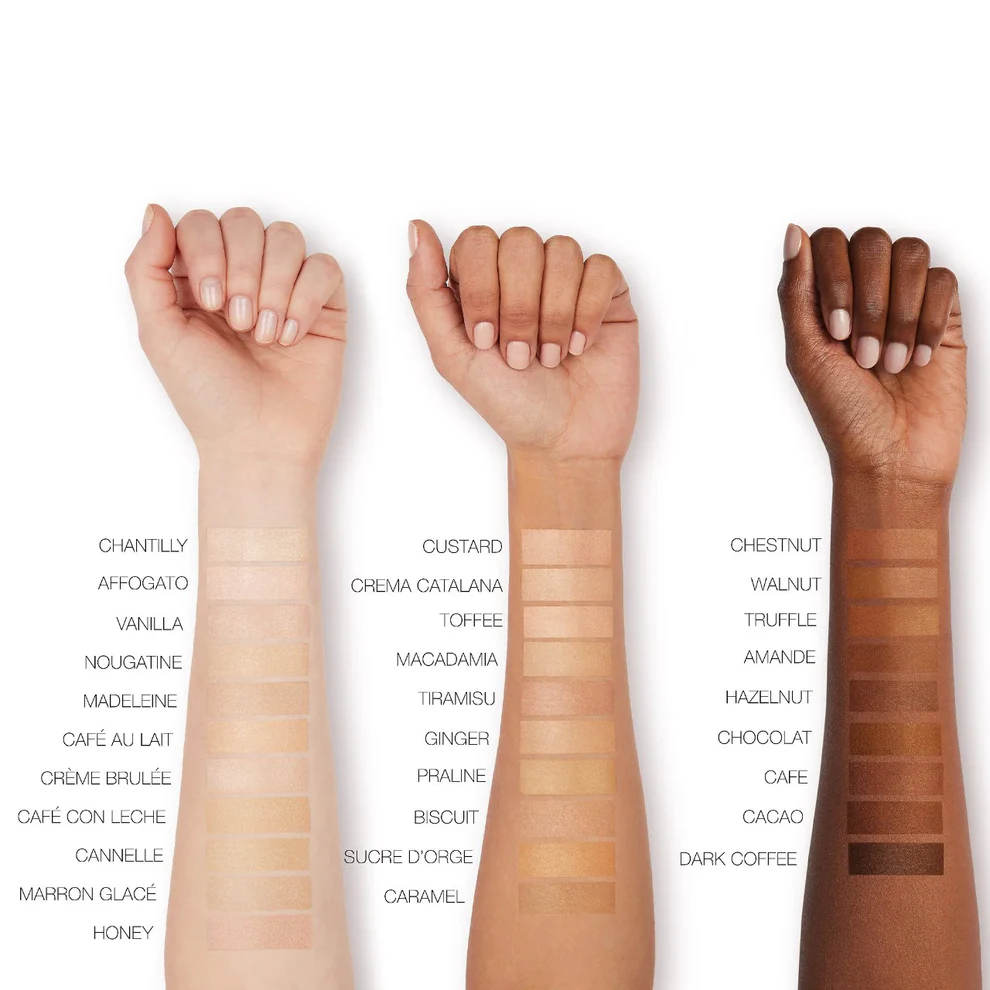 CHANTILLY
AFFOGATO
VANILLA
NOUGATINE
MADELEINE
CAFÉ AU LAIT
CRÈME BRULÉE
CAFÉ CON LECHE
CANNELLE
MARRON GLACÉ
HONEY
CUSTARD
CREMA CATALANA
TOFFEE
MACADAMIA
TIRAMISU
GINGER
PRALINE
BISCUIT
SUCRE D'ORGE
CARAMEL
CHESTNUT
WALNUT
TRUFFLE
AMANDE
HAZELNUT
CHOCOLAT
CAFE
CACAO
DARK COFFEE